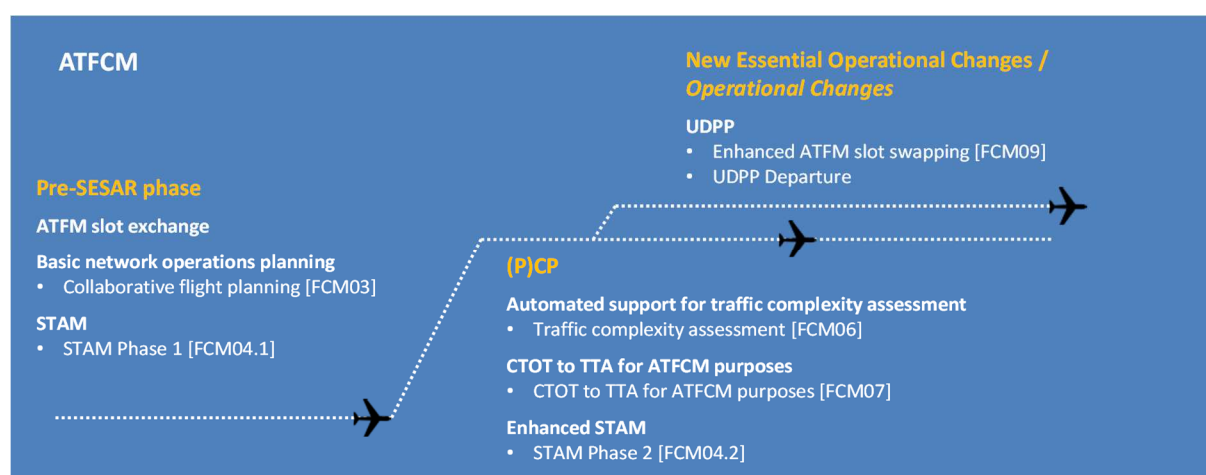 ATFCM
Pre-SESAR phase
ATFM slot exchange
Basic network operations planning
• Collaborative flight planning [FCM03]
STAM
• STAM Phase 1 [FCM04.1]
(P)CP
Automated support for traffic complexity assessment
• Traffic complexity assessment [FCM06]
CTOT to TTA for ATFCM purposes
• CTOT to TTA for ATFCM purposes [FCM07]
Enhanced STAM
• STAM Phase 2 [FCM04.2]
New Essential Operational Changes /
Operational Changes
UDPP
• Enhanced ATFM slot swapping [FCM09]
• UDPP Departure